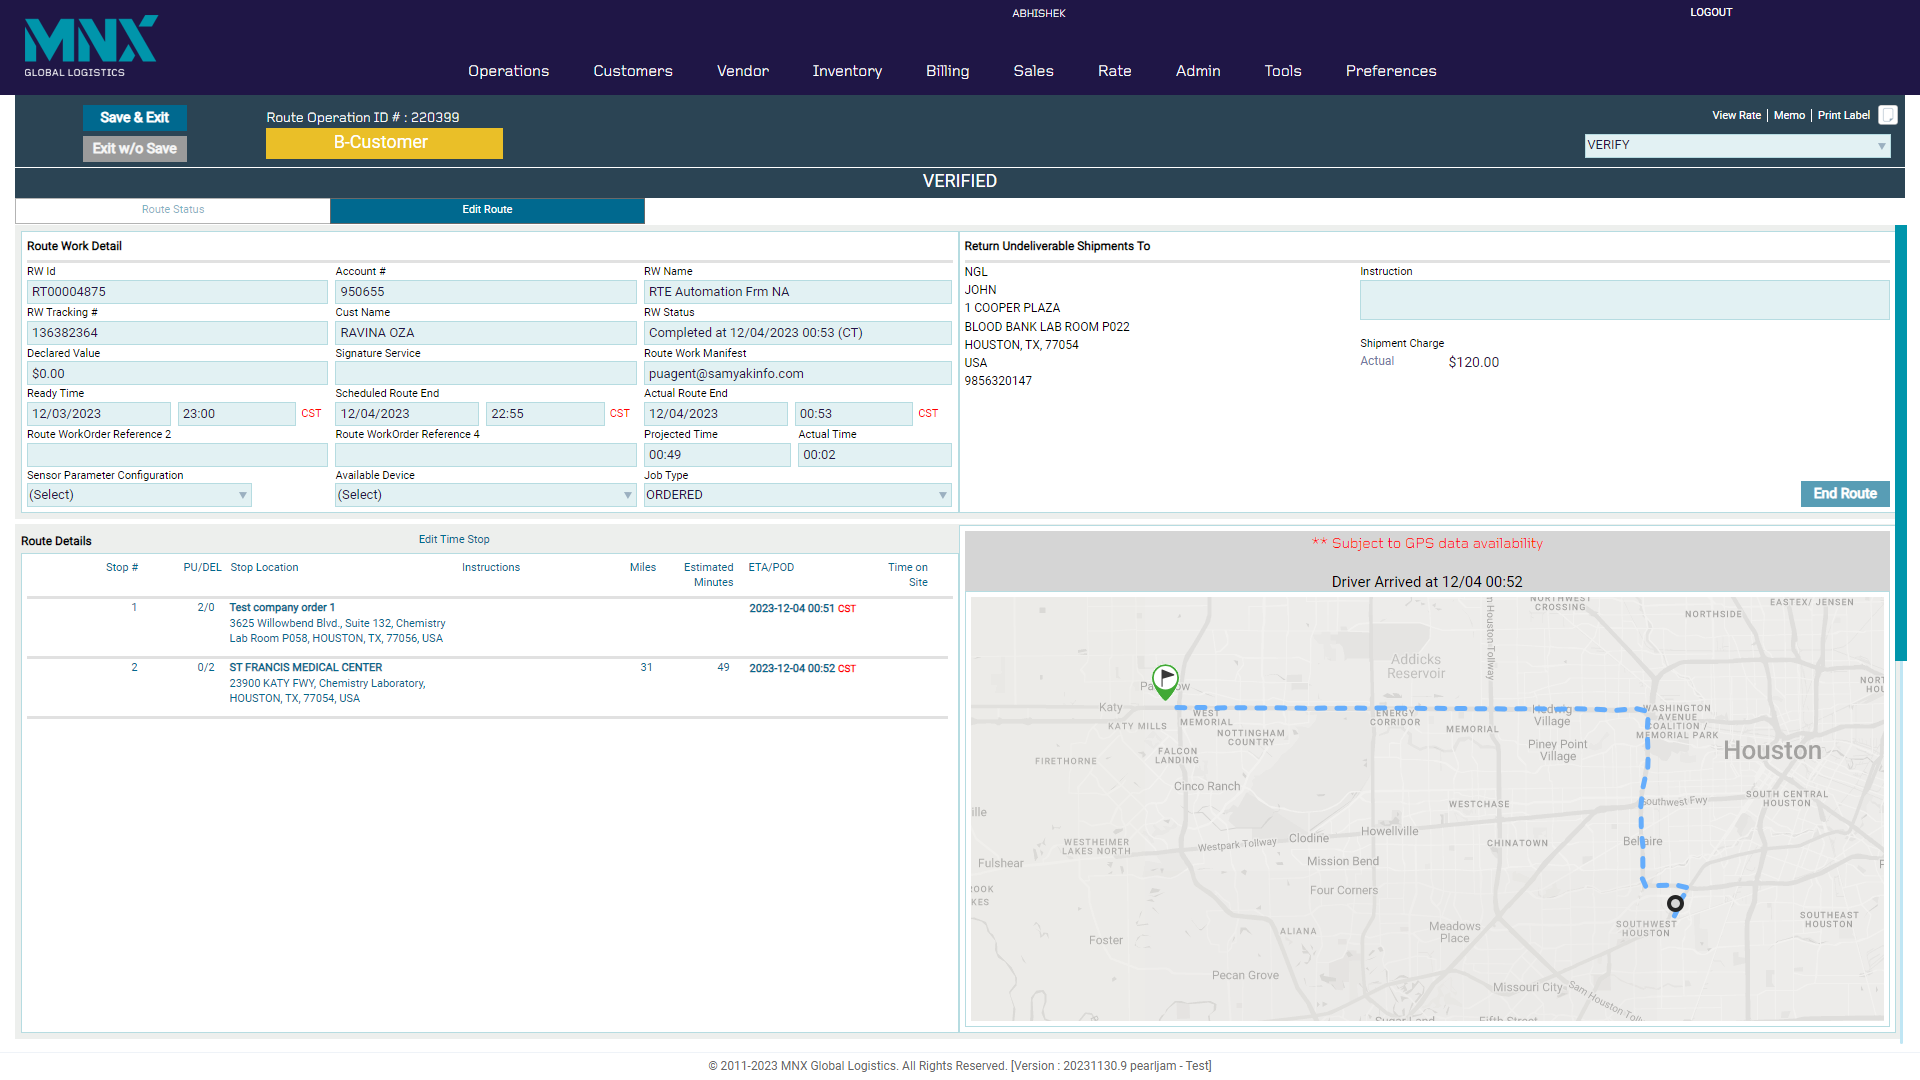 MNX
GLOBAL LOGISTICS
ABHISHEK
LOGOUT
Operations
Customers
Vendor
Inventory
Billing
Sales
Rate
Admin
Tools
Preferences
Save & Exit
Exit w/o Save
Route Operation ID # : 220399
B-Customer
View Rate | Memo | Print Label
VERIFY
VERIFIED
Route Status
Edit Route
Route Work Detail
RW Id
Account #
RW Name
RT00004875
950655
RTE Automation Frm NA
RW Tracking #
Cust Name
RW Status
136382364
RAVINA OZA
Completed at 12/04/2023 00:53 (CT)
Declared Value
Signature Service
Route Work Manifest
$0.00
puagent@samyakinfo.com
Ready Time
Scheduled Route End
Actual Route End
12/03/2023
23:00
CST
12/04/2023
22:55
CST
12/04/2023
00:53
CST
Route WorkOrder Reference 2
Route WorkOrder Reference 4
Projected Time
Actual Time
00:49
00:02
Sensor Parameter Configuration
Available Device
Job Type
(Select)
(Select)
ORDERED
Return Undeliverable Shipments To
NGL
JOHN
1 COOPER PLAZA
BLOOD BANK LAB ROOM P022
HOUSTON, TX, 77054
USA
9856320147
Instruction
Shipment Charge
Actual
$120.00
End Route
Route Details
Edit Time Stop
Stop #
PU/DEL
Stop Location
Instructions
Miles
Estimated
Minutes
ETA/POD
Time on
Site
1
2/0
Test company order 1
3625 Willowbend Blvd., Suite 132, Chemistry
Lab Room P058, HOUSTON, TX, 77056, USA
2023-12-04 00:51 CST
2
0/2
ST FRANCIS MEDICAL CENTER
23900 KATY FWY, Chemistry Laboratory,
HOUSTON, TX, 77054, USA
31
49
2023-12-04 00:52 CST
** Subject to GPS data availability
Driver Arrived at 12/04 00:52
NORTHWEST
CROSSING
EASTEX/ JENSEN
NORTHSIDE
n Houston Tollway
Addicks
Reservoir
NORT
HOU
Katy
KATY MILLS
WEST
MEMORIAL
ENERGY
CORRIDOR
Hedwig
Village
WASHINGTON
AVENUE
COALITION /
MEMORIAL PARK
NOTTINGHAM
COUNTRY
MEMORIAL
Piney Point
Village
Houston
FALCON
LANDING
FIRETHORNE
Cinco Ranch
WESTCHASE
Southwest Fwy
SOUTH CENTRAL
HOUSTON
ille
Howellville
Clodine
WESTHEIMER
LAKES NORTH
Westpark Tollway
CHINATOWN
Bellaire
Fulshear
Mission Bend
Four Corners
ROOK
KES
SOUTHWEST
HOUSTON
SOUTHEAST
HOUSTON
ALIANA
Meadows
Place
Foster
Pecan Grove
Missouri City
Sam Houston Tollw
Sugar Land
Fifth Street
© 2011-2023 MNX Global Logistics. All Rights Reserved. [Version : 20231130.9 pearljam - Test]